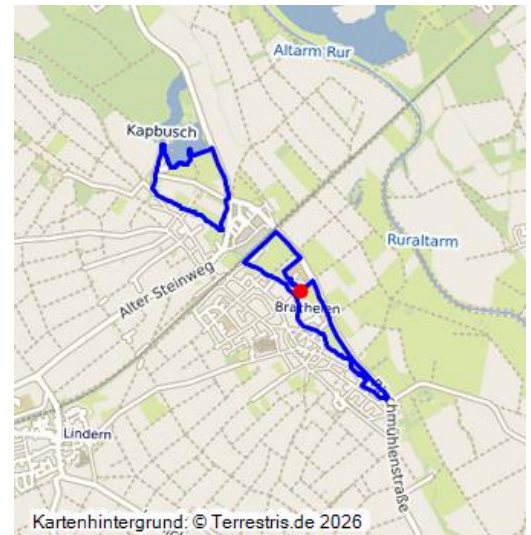 Altarm Rur
Kapbusch
Ruraltarm
Alter Steinweg
Brachelen
Lindern
Kartenhintergrund: © Terrestris.de 2026